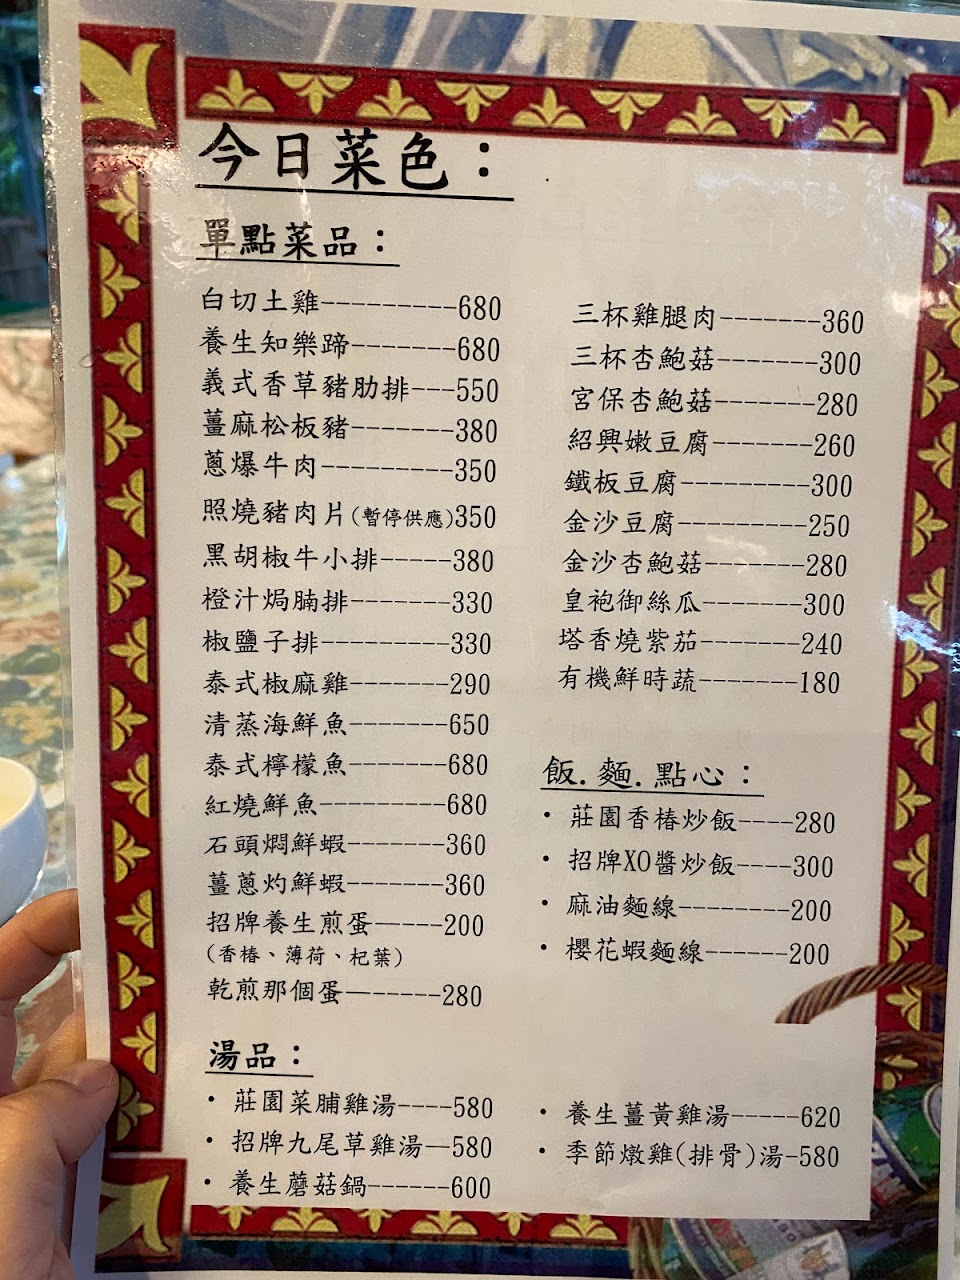 今日菜色：
單點菜品：
白切土雞---------680
養生知樂蹄-------680
義式香草豬肋排---550
薑麻松板豬-------380
蔥爆牛肉---------350
照燒豬肉片(暫停供應)350
黑胡椒牛小排-----380
橙汁焗腩排-------330
椒鹽子排---------330
泰式椒麻雞-------290
清蒸海鮮魚-------650
泰式檸檬魚-------680
紅燒鮮魚---------680
石頭燜鮮蝦-------360
薑蔥灼鮮蝦-------360
招牌養生煎蛋-----200
(香椿、薄荷、杞葉)
乾煎那個蛋-------280
三杯雞腿肉-------360
三杯杏鮑菇-------300
宮保杏鮑菇-------280
紹興嫩豆腐-------260
鐵板豆腐---------300
金沙豆腐---------250
金沙杏鮑菇-------280
皇袍御絲瓜-------300
塔香燒紫茄-------240
有機鮮時蔬-------180
飯.麵.點心：
・莊園香椿炒飯----280
・招牌XO醬炒飯----300
・麻油麵線--------200
・櫻花蝦麵線------200
湯品：
・莊園菜脯雞湯----580
・招牌九尾草雞湯--580
・養生蘑菇鍋------600
・養生薑黃雞湯-----620
・季節燉雞(排骨)湯-580